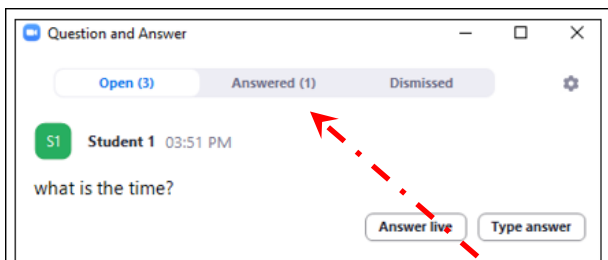 Question and Answer
Open (3) Answered (1) Dismissed
S1 Student 1 03:51 PM
what is the time?
Answer live Type answer